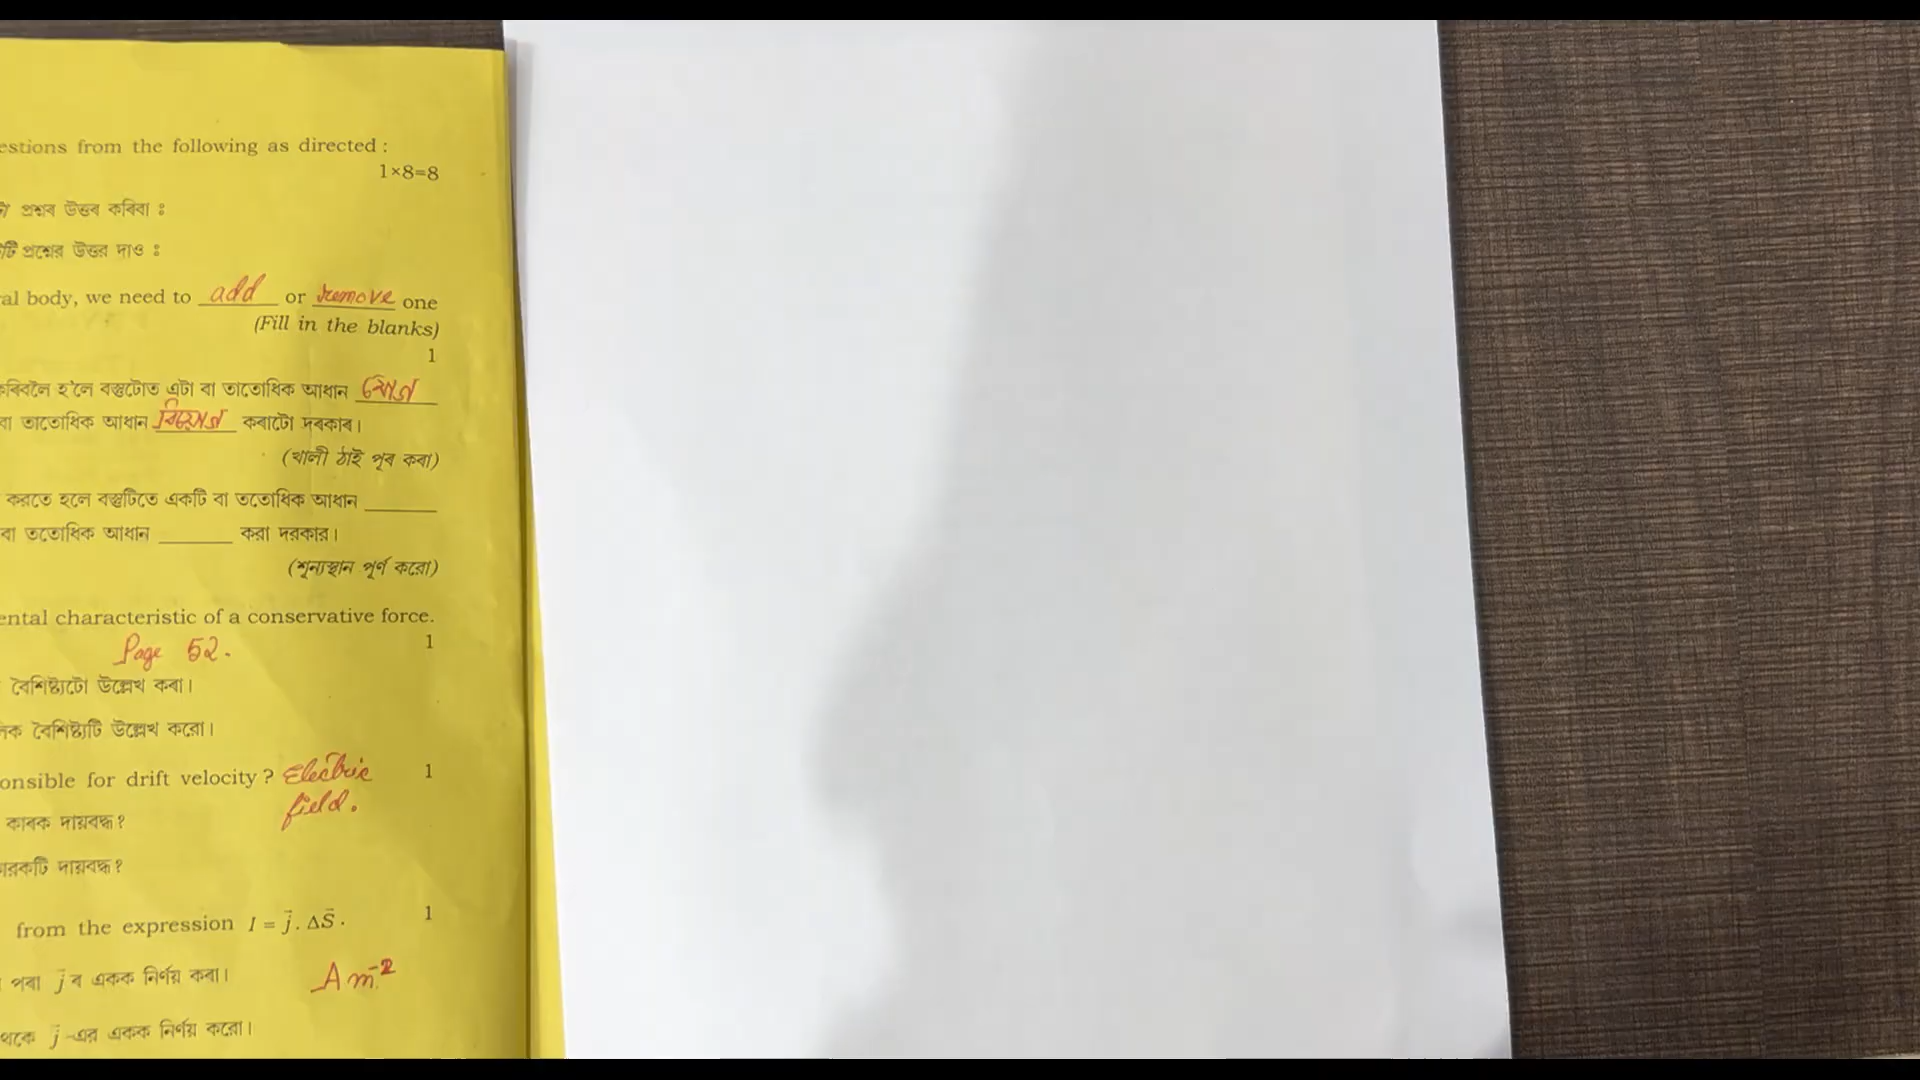 estions from the following as directed :
1×8=8
প্ৰশ্নৰ উত্তৰ কৰিবা ঃ
টি প্রশ্নের উত্তর দাও ঃ
al body, we need to add or remove one
(Fill in the blanks)
1
কৰিবলৈ হ'লে বস্তুটোত এটা বা তাতোধিক আধান যোগ
বা তাতোধিক আধান বিয়োগ কৰাটো দৰকাৰ।
(খালী ঠাই পূৰ কৰা)
করতে হলে বস্তুটিতে একটি বা ততোধিক আধান ______
বা ততোধিক আধান ______ করা দরকার।
(শূন্যস্থান পূর্ণ করো)
ental characteristic of a conservative force.
Page 52.
1
বৈশিষ্ট্যটো উল্লেখ কৰা।
বৈশিষ্ট্যটি উল্লেখ করো।
onsible for drift velocity ? Electric
1
field.
কাৰক দায়বদ্ধ?
রকটি দায়বদ্ধ?
from the expression I = j⃗ . ΔS⃗ .
1
পৰা j⃗ ৰ একক নিৰ্ণয় কৰা।
A m⁻²
থেকে j⃗ -এর একক নির্ণয় করো।